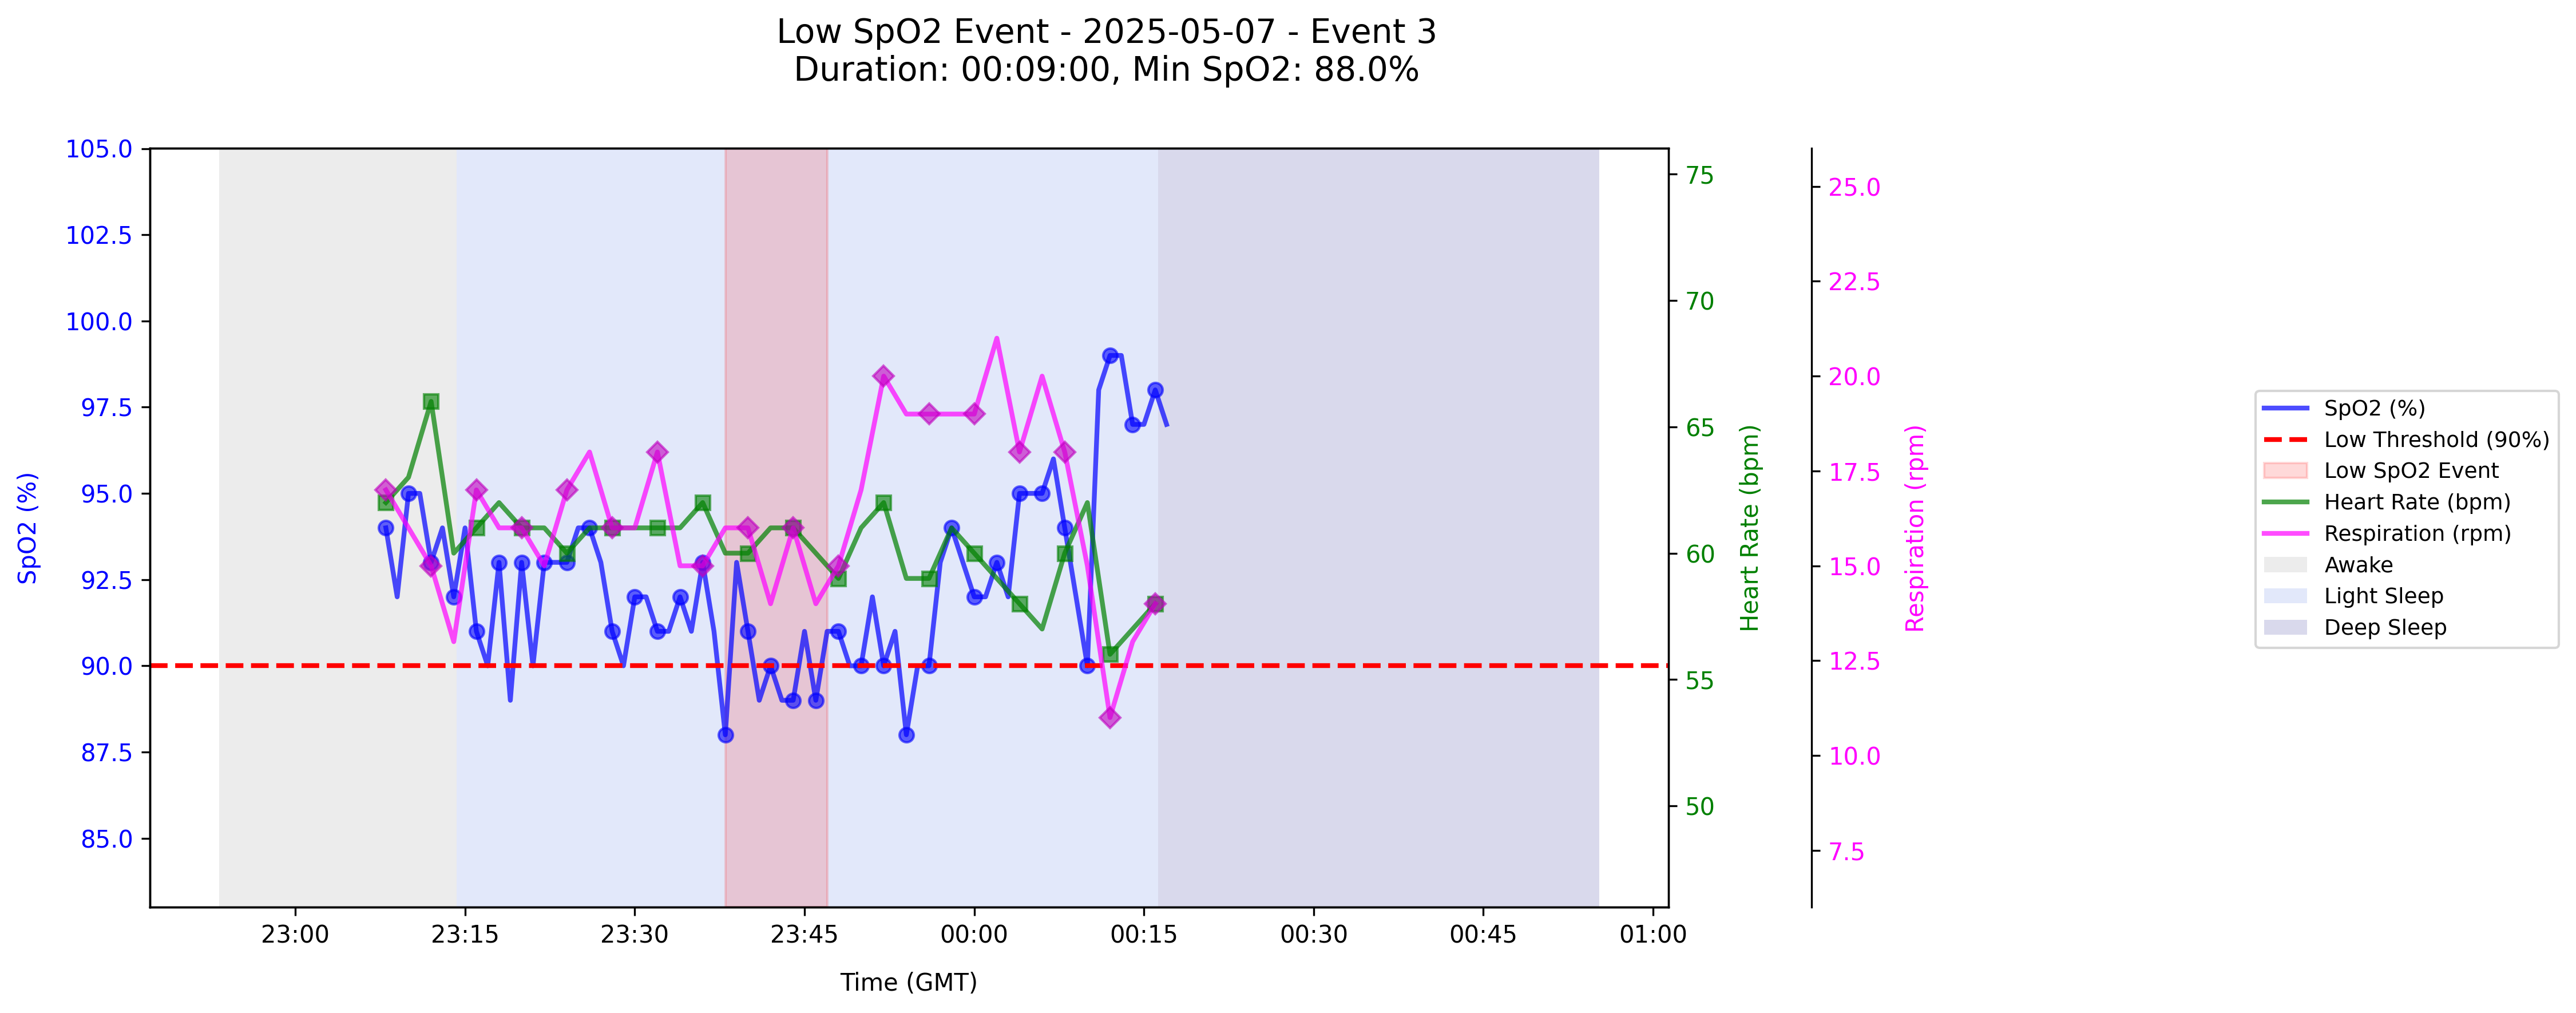 Low SpO2 Event - 2025-05-07 - Event 3
Duration: 00:09:00, Min SpO2: 88.0%
105.0
102.5
100.0
97.5
95.0
92.5
90.0
87.5
85.0
SpO2 (%)
75
70
65
60
55
50
Heart Rate (bpm)
25.0
22.5
20.0
17.5
15.0
12.5
10.0
7.5
Respiration (rpm)
SpO2 (%)
Low Threshold (90%)
Low SpO2 Event
Heart Rate (bpm)
Respiration (rpm)
Awake
Light Sleep
Deep Sleep
23:00 23:15 23:30 23:45 00:00 00:15 00:30 00:45 01:00
Time (GMT)